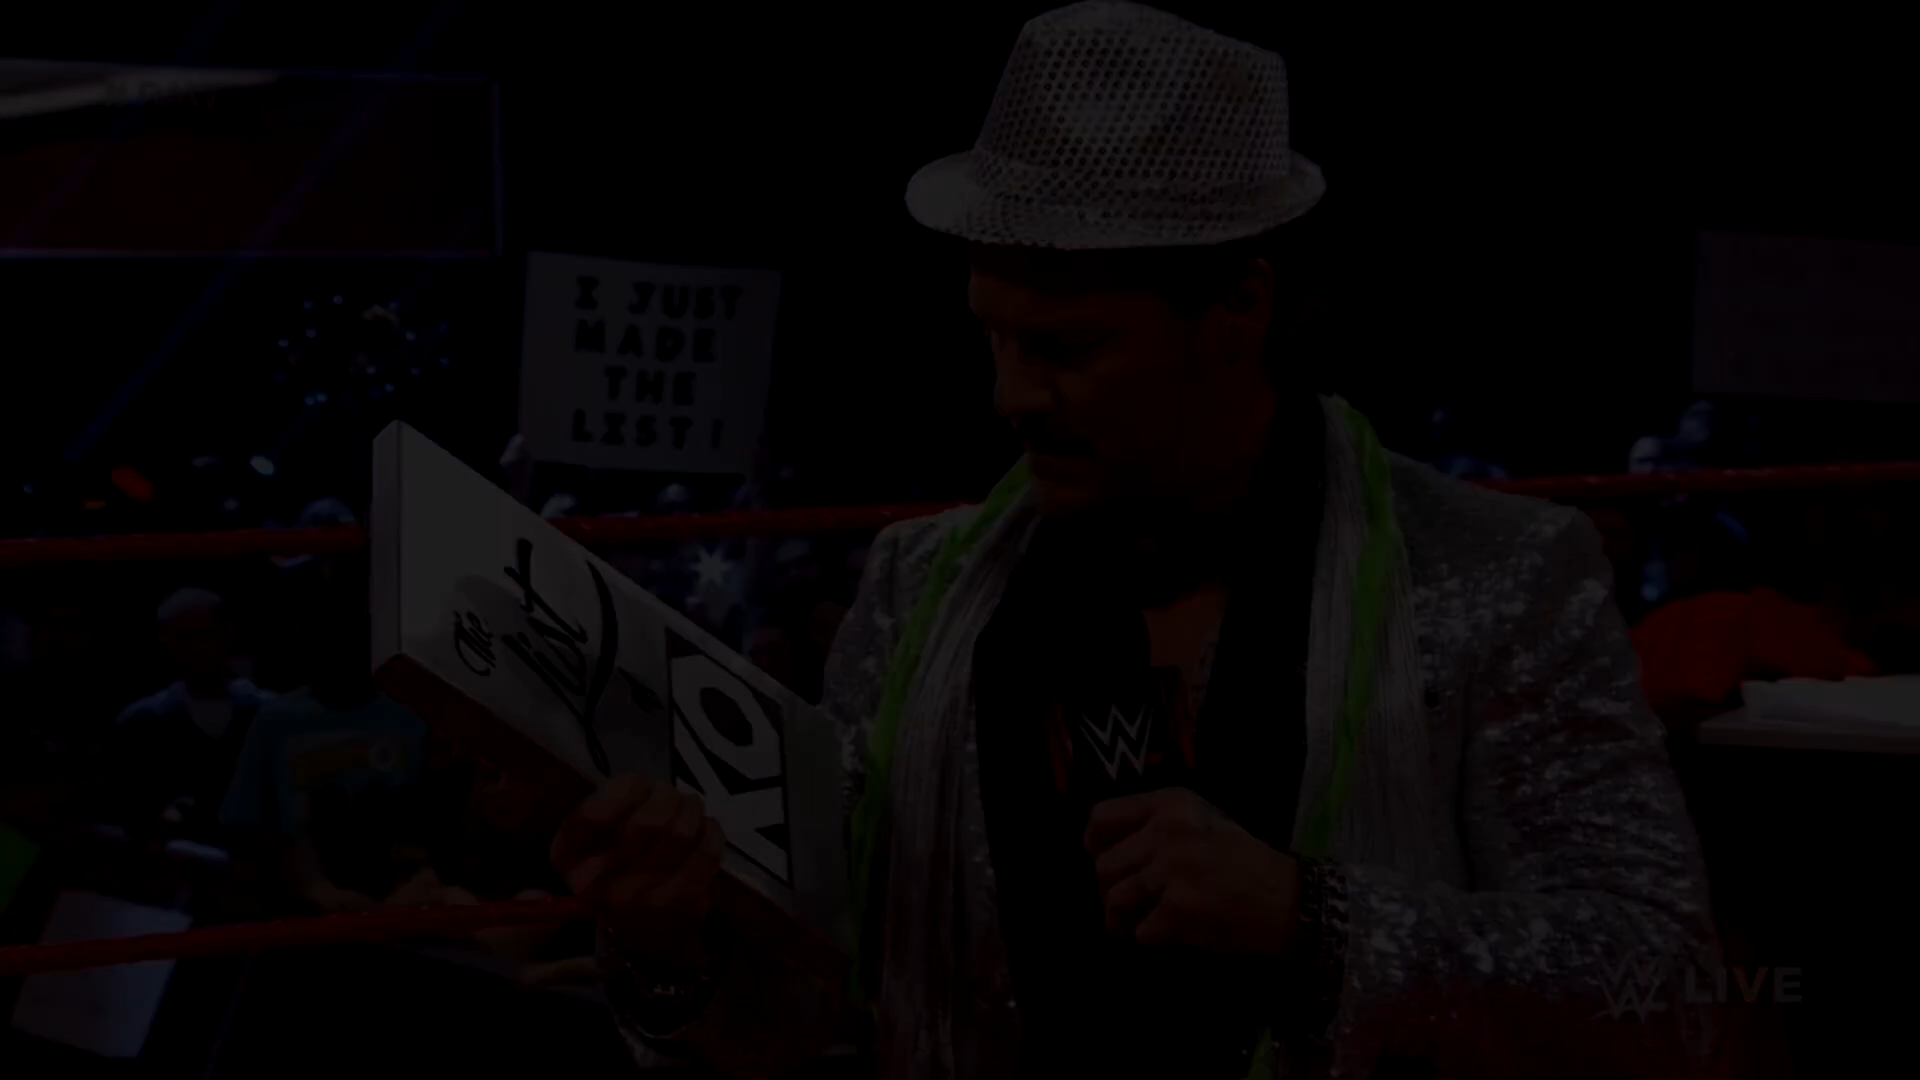 I JUST
MADE
THE
LIST!
The
List
KO
W
W LIVE